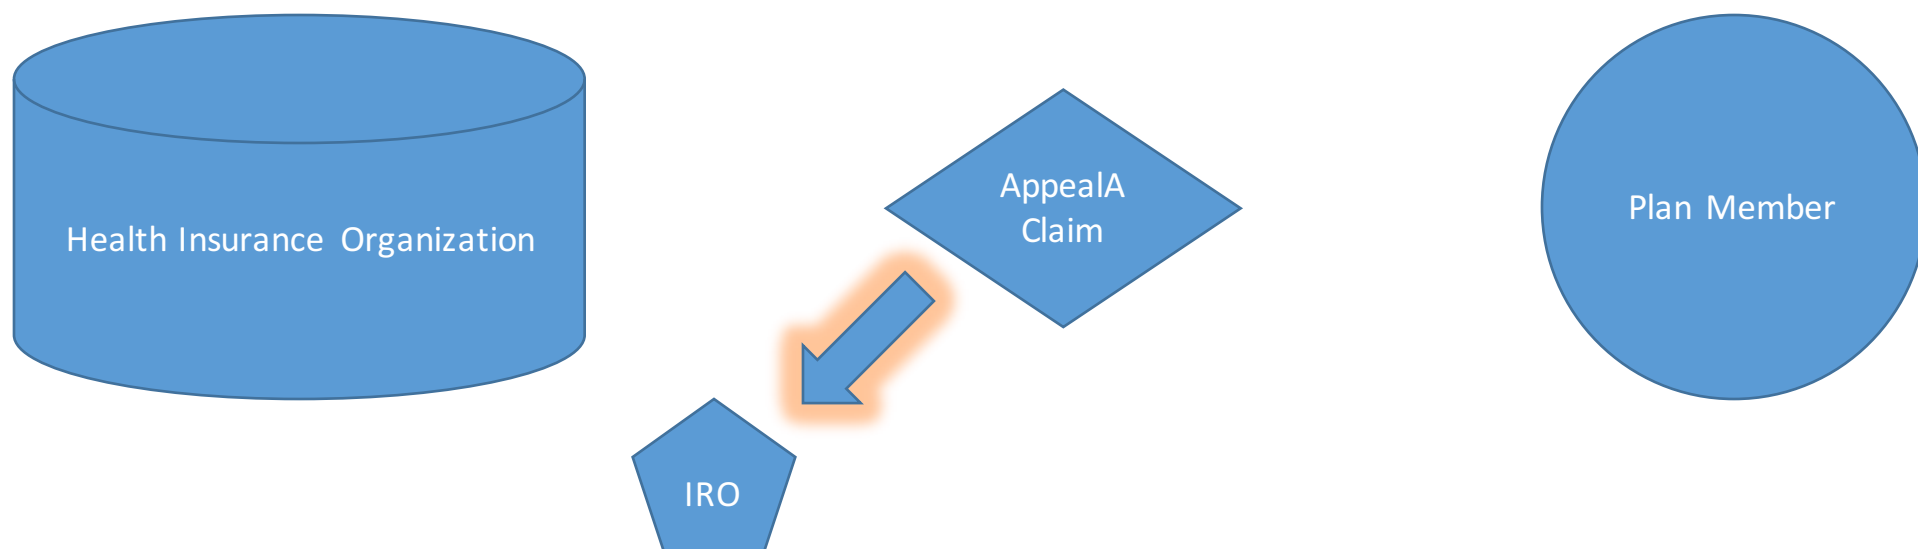 Health Insurance Organization
AppealA
Claim
Plan Member
IRO